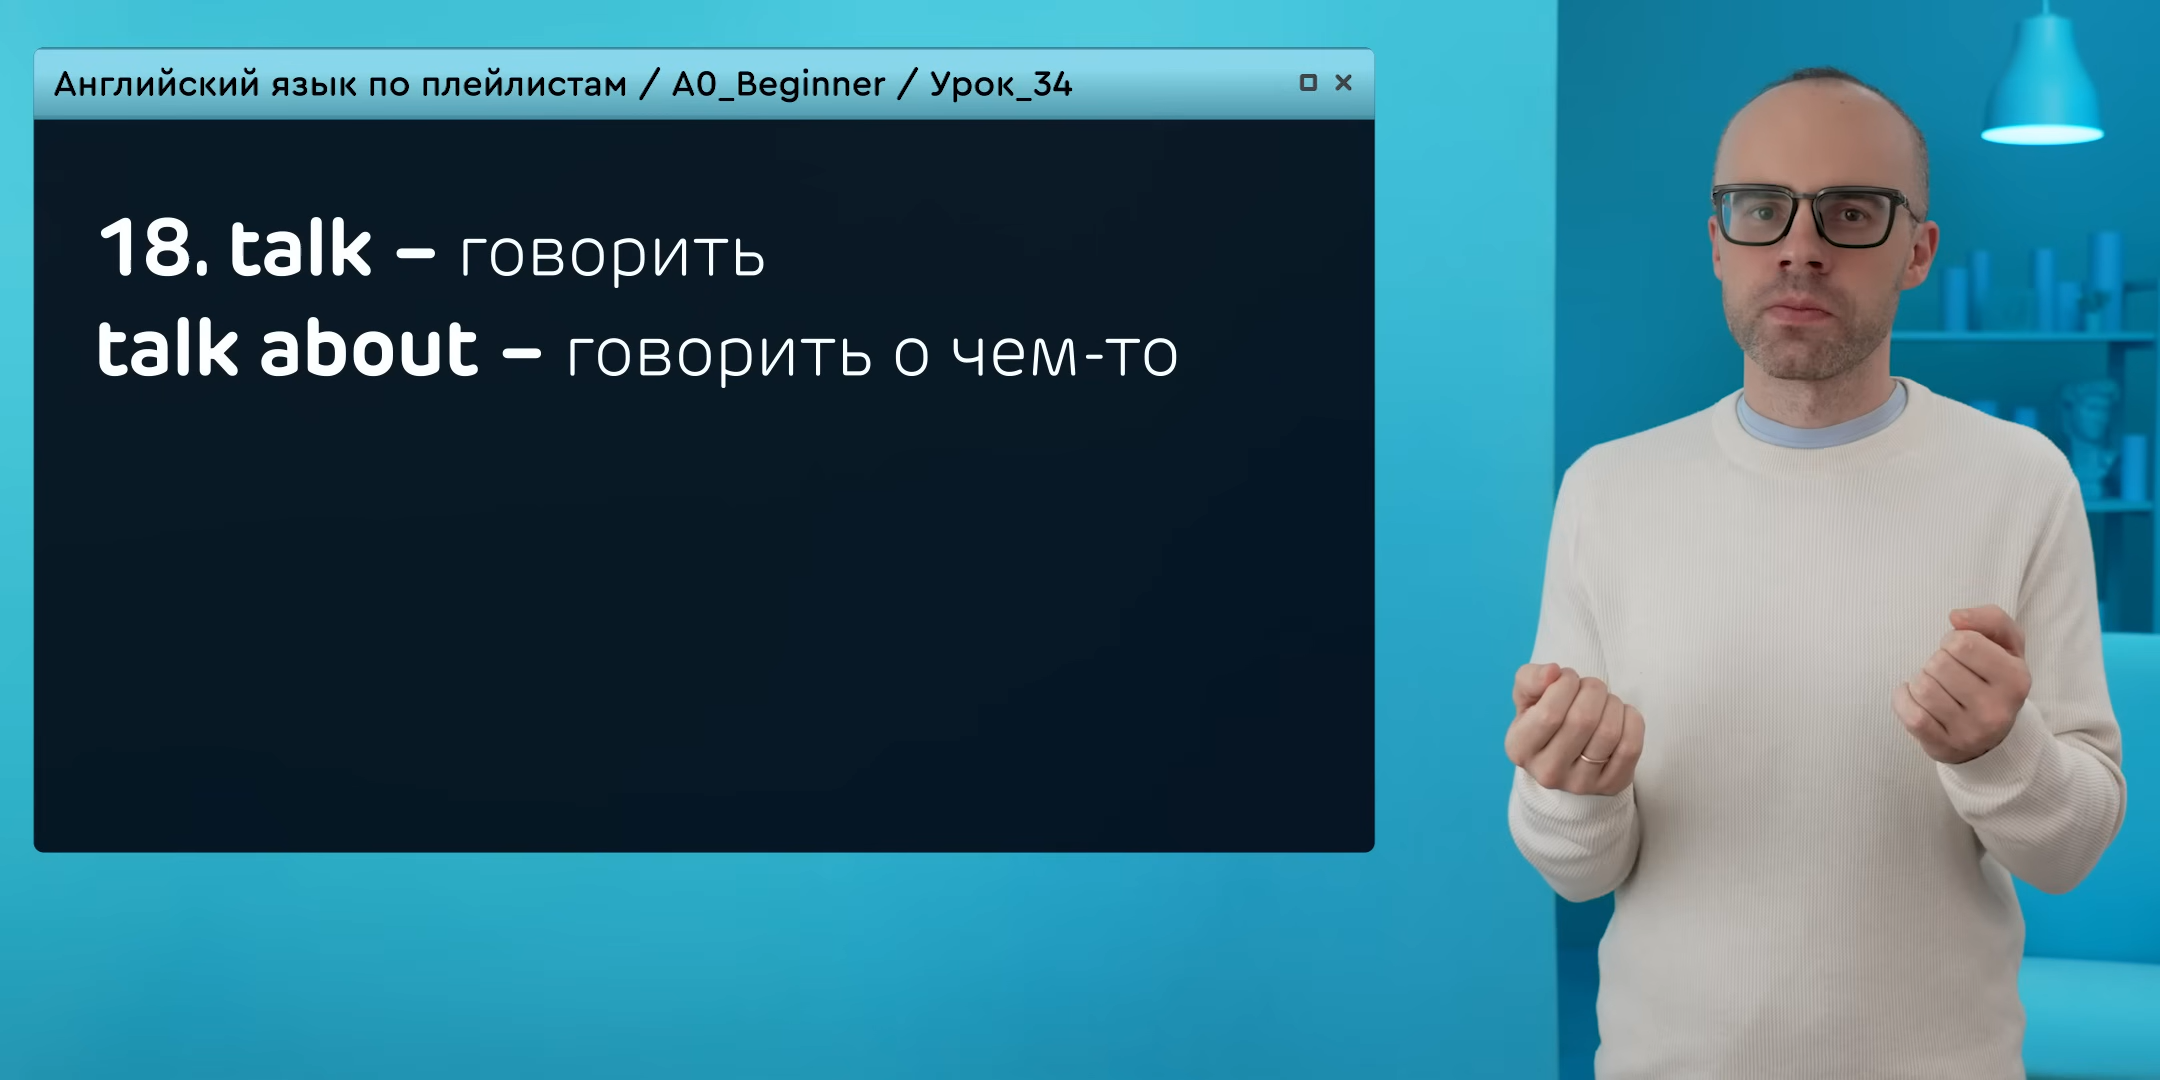 Английский язык по плейлистам / A0_Beginner / Урок_34
18. talk – говорить
talk about – говорить о чем-то